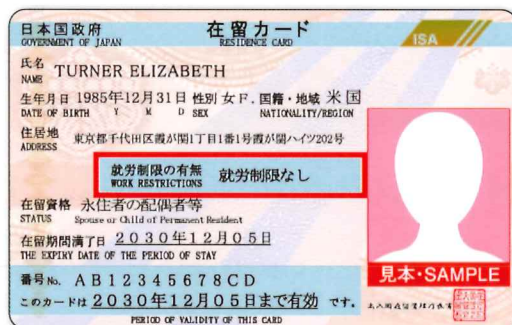 日本国政府 在留カード ISA
GOVERNMENT OF JAPAN RESIDENCE CARD
氏名 TURNER ELIZABETH
NAME
生年月日 1985年12月31日 性別 女 F. 国籍・地域 米国
DATE OF BIRTH Y M D SEX NATIONALITY/REGION
住居地 東京都千代田区霞が関1丁目1番1号霞が関ハイツ202号
ADDRESS
就労制限の有無 就労制限なし
WORK RESTRICTIONS
在留資格 永住者の配偶者等
STATUS Spouse or Child of Permanent Resident
在留期間満了日 2030年12月05日
THE EXPIRY DATE OF THE PERIOD OF STAY
見本・SAMPLE
番号 No. AB12345678CD
このカードは 2030年12月05日まで有効 です。
PERIOD OF VALIDITY OF THIS CARD